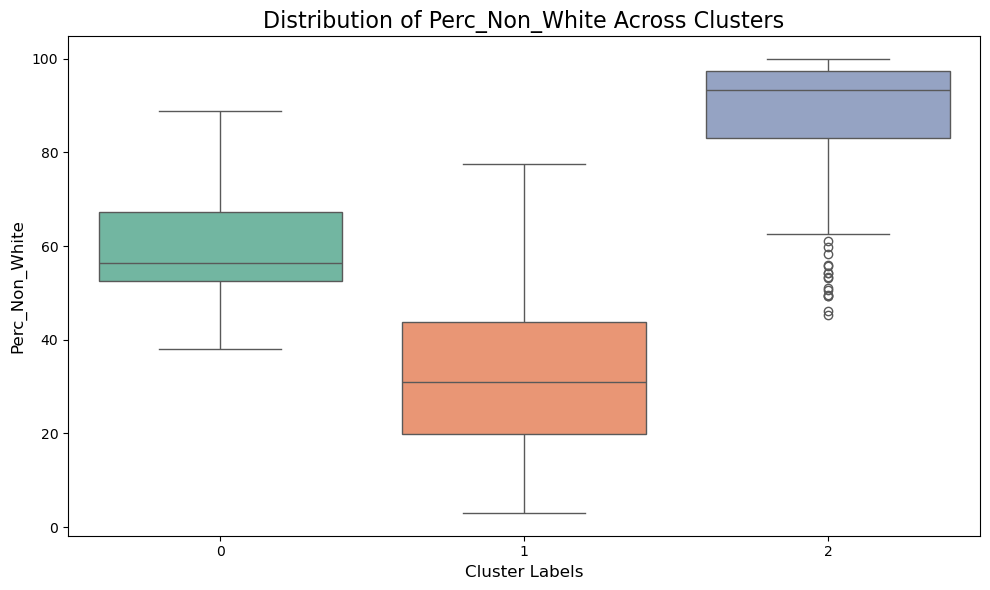 Distribution of Perc_Non_White Across Clusters
Perc_Non_White
100
80
60
40
20
0
0 1 2
Cluster Labels